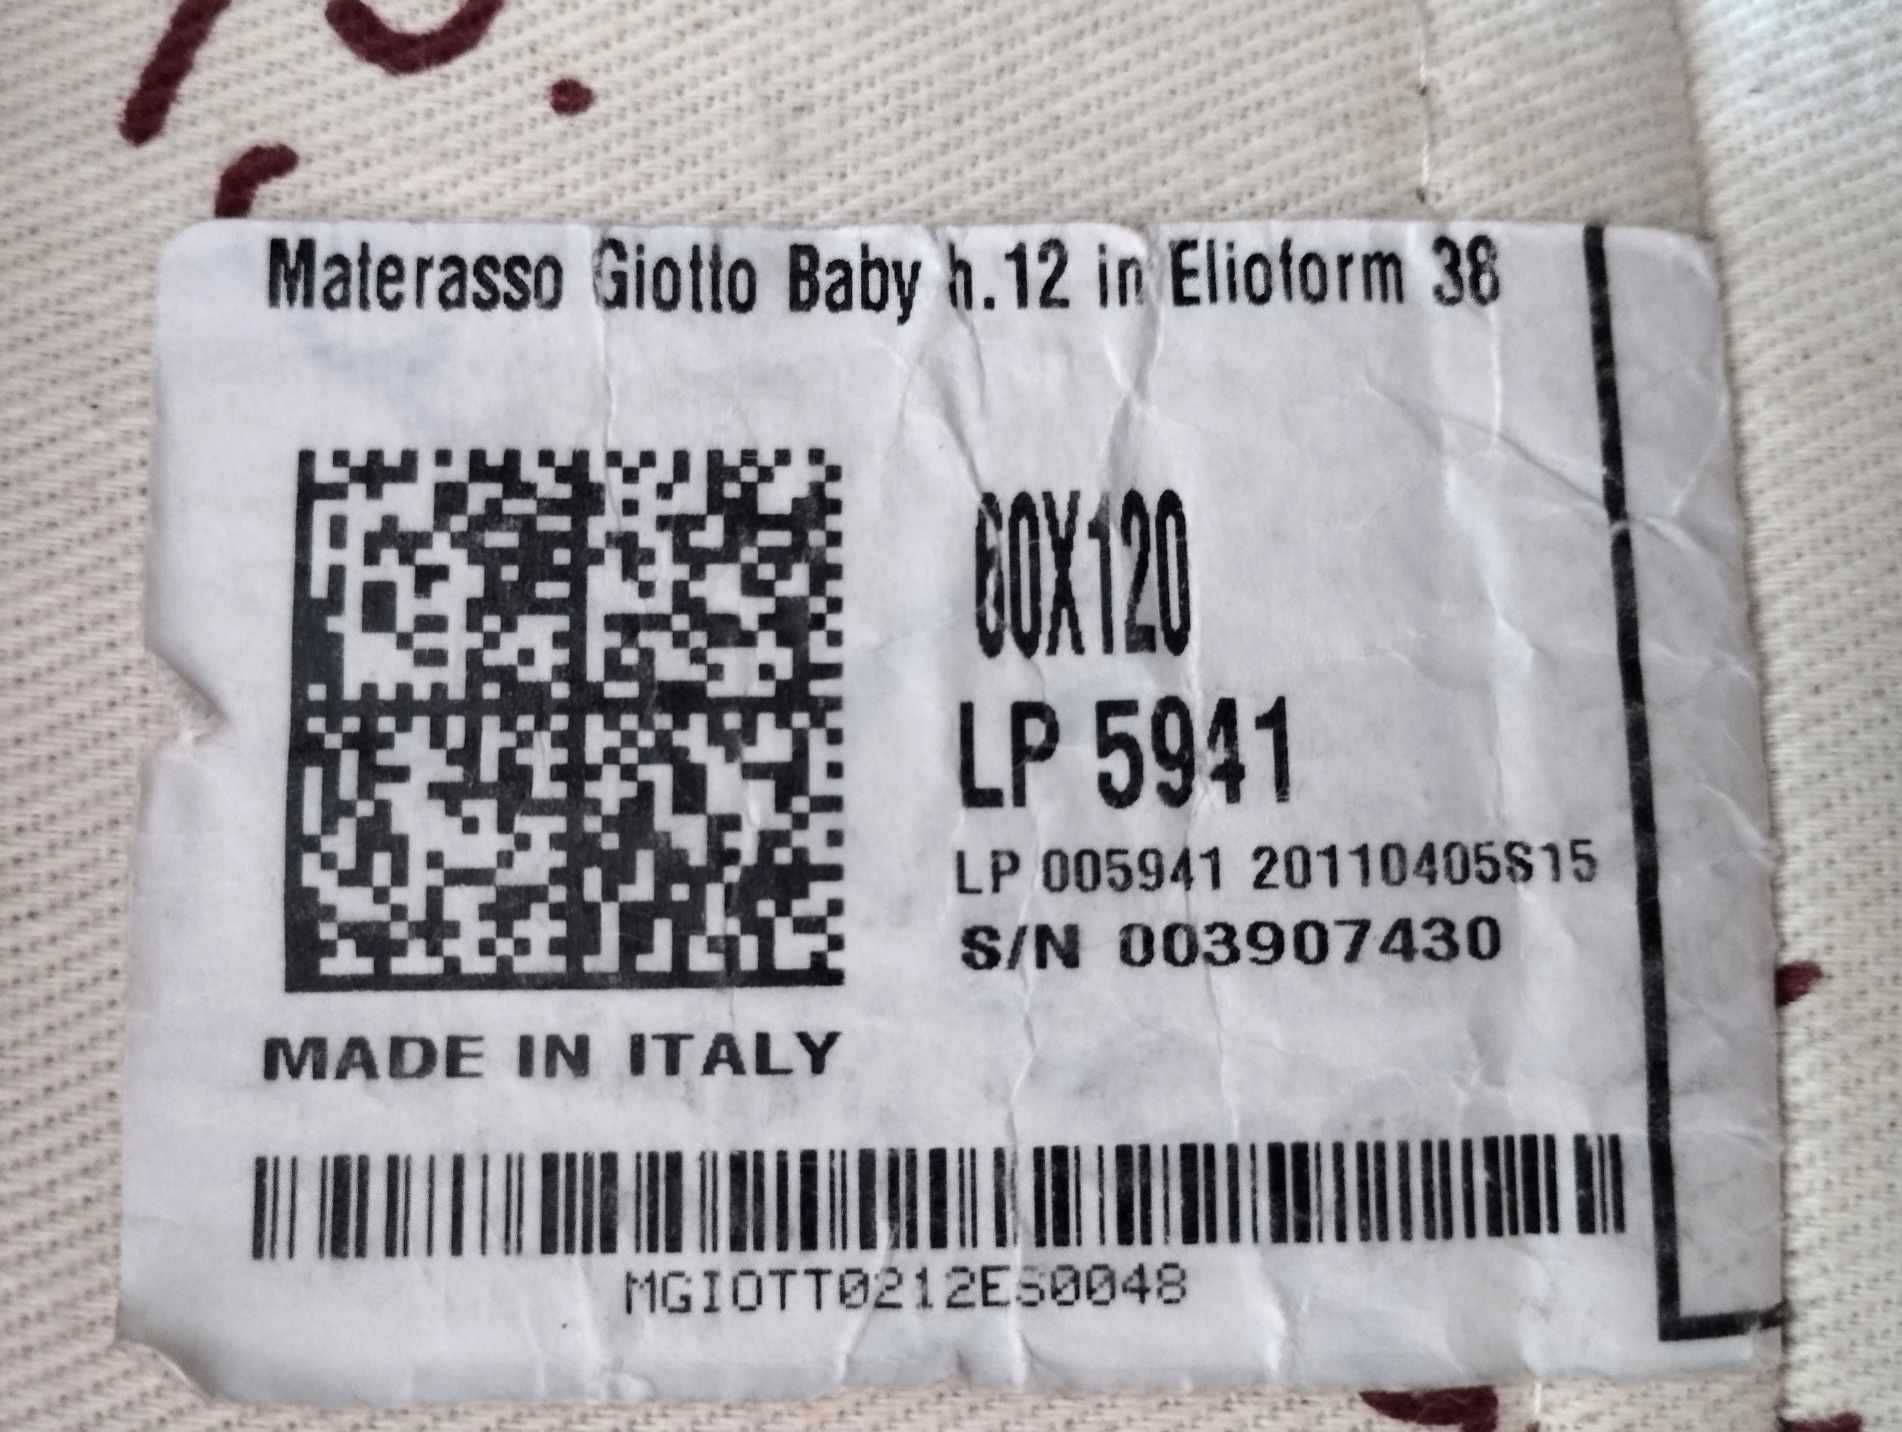 Materasso Giotto Baby h.12 in Elioform 38
60X120
LP 5941
LP 005941 20110405S15
S/N 003907430
MADE IN ITALY
MGIOTT0212ES0048